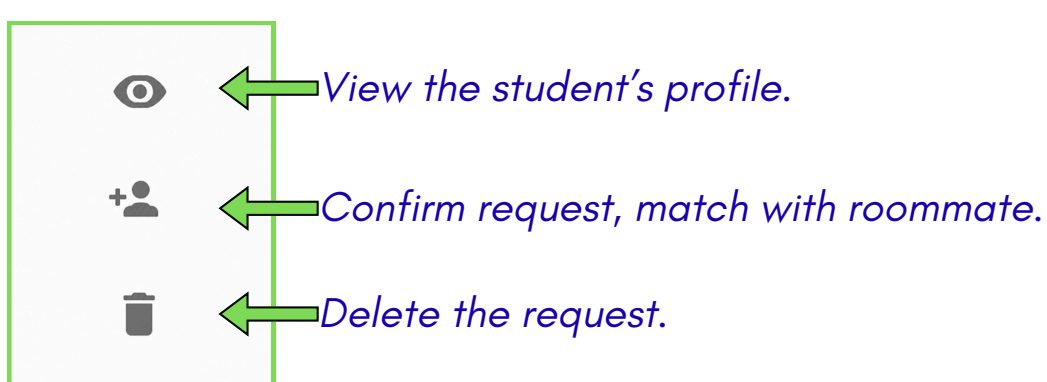 View the student's profile.
Confirm request, match with roommate.
Delete the request.